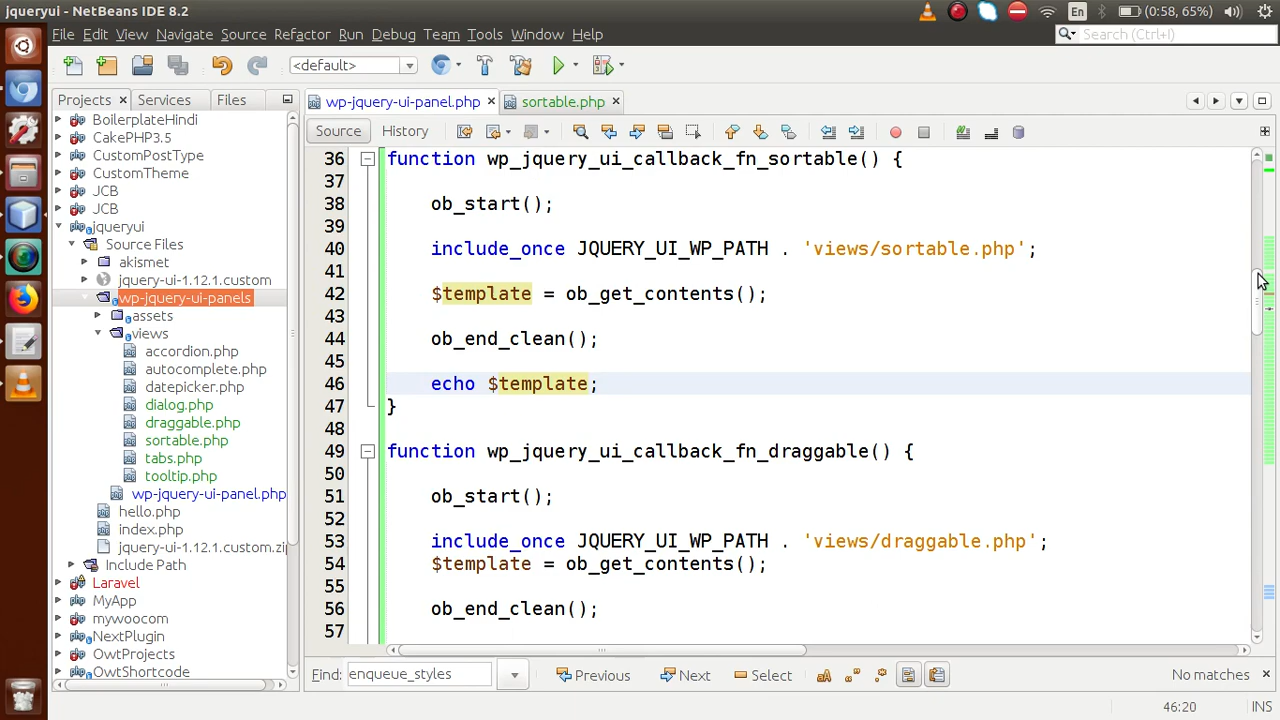 jqueryui - NetBeans IDE 8.2
En
(0:58, 65%)
File Edit View Navigate Source Refactor Run Debug Team Tools Window Help
Search (Ctrl+I)
<default>
Projects
Services
Files
wp-jquery-ui-panel.php
sortable.php
Source
History
BoilerplateHindi
CakePHP3.5
CustomPostType
CustomTheme
JCB
JCB
jqueryui
Source Files
akismet
jquery-ui-1.12.1.custom
wp-jquery-ui-panels
assets
views
accordion.php
autocomplete.php
datepicker.php
dialog.php
draggable.php
sortable.php
tabs.php
tooltip.php
wp-jquery-ui-panel.php
hello.php
index.php
jquery-ui-1.12.1.custom.zi
Include Path
Laravel
MyApp
mywoocom
NextPlugin
OwtProjects
OwtShortcode
36 function wp_jquery_ui_callback_fn_sortable() {
37
38 ob_start();
39
40 include_once JQUERY_UI_WP_PATH . 'views/sortable.php';
41
42 $template = ob_get_contents();
43
44 ob_end_clean();
45
46 echo $template;
47 }
48
49 function wp_jquery_ui_callback_fn_draggable() {
50
51 ob_start();
52
53 include_once JQUERY_UI_WP_PATH . 'views/draggable.php';
54 $template = ob_get_contents();
55
56 ob_end_clean();
57
Find: enqueue_styles
Previous
Next
Select
No matches
46:20
INS